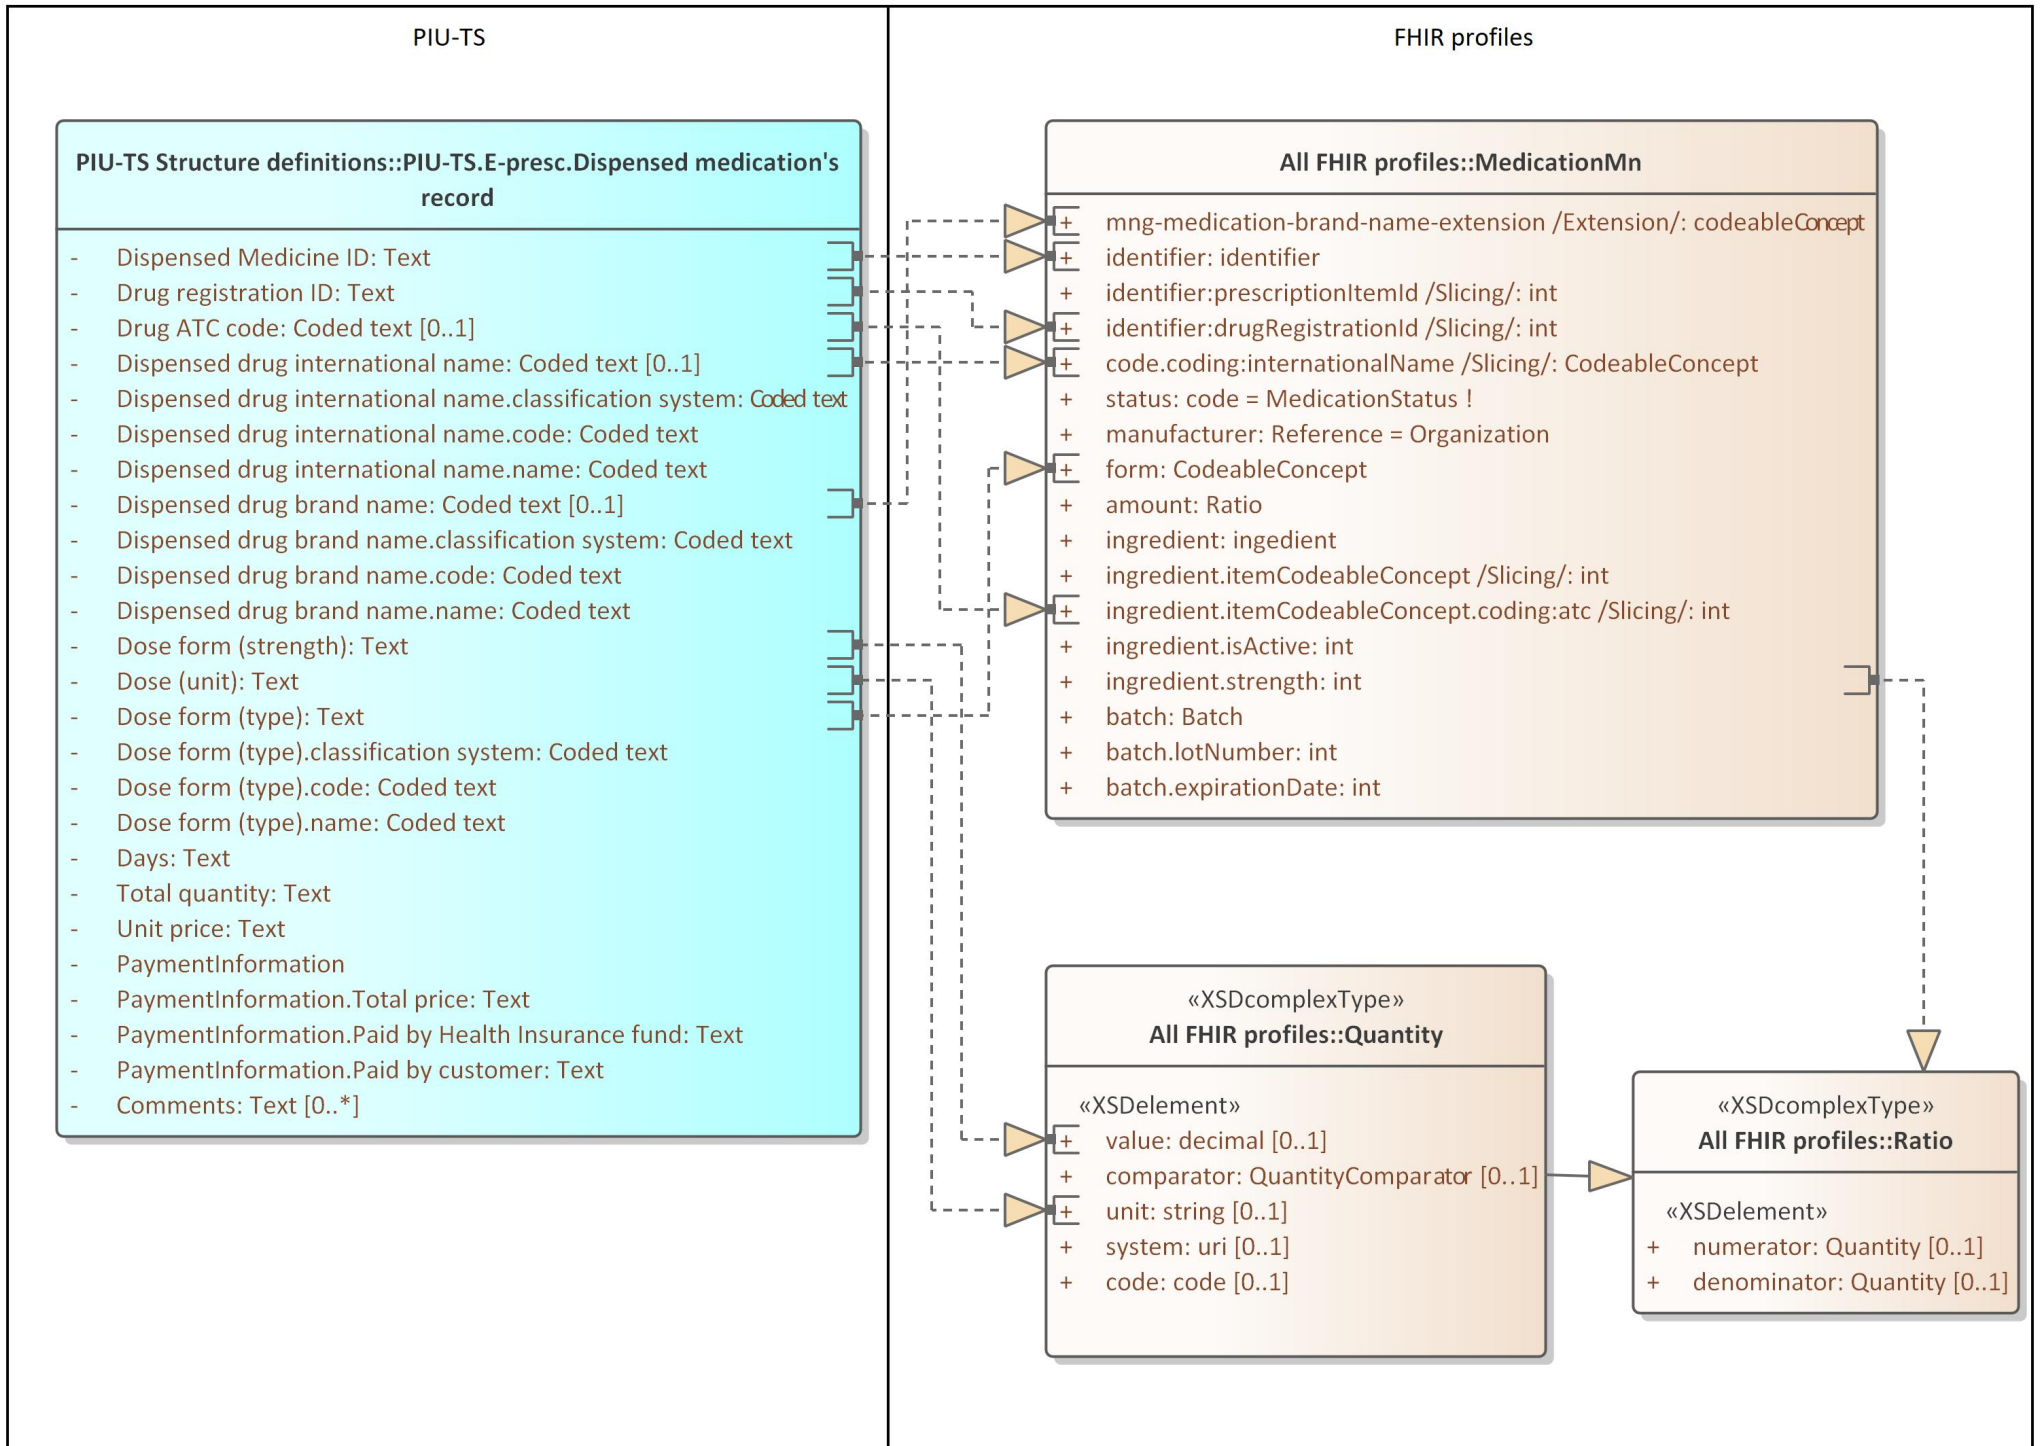 PIU-TS
PIU-TS Structure definitions::PIU-TS.E-presc.Dispensed medication's
record
- Dispensed Medicine ID: Text
- Drug registration ID: Text
- Drug ATC code: Coded text [0..1]
- Dispensed drug international name: Coded text [0..1]
- Dispensed drug international name.classification system: Coded text
- Dispensed drug international name.code: Coded text
- Dispensed drug international name.name: Coded text
- Dispensed drug brand name: Coded text [0..1]
- Dispensed drug brand name.classification system: Coded text
- Dispensed drug brand name.code: Coded text
- Dispensed drug brand name.name: Coded text
- Dose form (strength): Text
- Dose (unit): Text
- Dose form (type): Text
- Dose form (type).classification system: Coded text
- Dose form (type).code: Coded text
- Dose form (type).name: Coded text
- Days: Text
- Total quantity: Text
- Unit price: Text
- PaymentInformation
- PaymentInformation.Total price: Text
- PaymentInformation.Paid by Health Insurance fund: Text
- PaymentInformation.Paid by customer: Text
- Comments: Text [0..*]
FHIR profiles
All FHIR profiles::MedicationMn
+ mng-medication-brand-name-extension /Extension/: codeableConcept
+ identifier: identifier
+ identifier:prescriptionItemId /Slicing/: int
+ identifier:drugRegistrationId /Slicing/: int
+ code.coding:internationalName /Slicing/: CodeableConcept
+ status: code = MedicationStatus !
+ manufacturer: Reference = Organization
+ form: CodeableConcept
+ amount: Ratio
+ ingredient: ingedient
+ ingredient.itemCodeableConcept /Slicing/: int
+ ingredient.itemCodeableConcept.coding:atc /Slicing/: int
+ ingredient.isActive: int
+ ingredient.strength: int
+ batch: Batch
+ batch.lotNumber: int
+ batch.expirationDate: int
«XSDcomplexType»
All FHIR profiles::Quantity
«XSDelement»
+ value: decimal [0..1]
+ comparator: QuantityComparator [0..1]
+ unit: string [0..1]
+ system: uri [0..1]
+ code: code [0..1]
«XSDcomplexType»
All FHIR profiles::Ratio
«XSDelement»
+ numerator: Quantity [0..1]
+ denominator: Quantity [0..1]